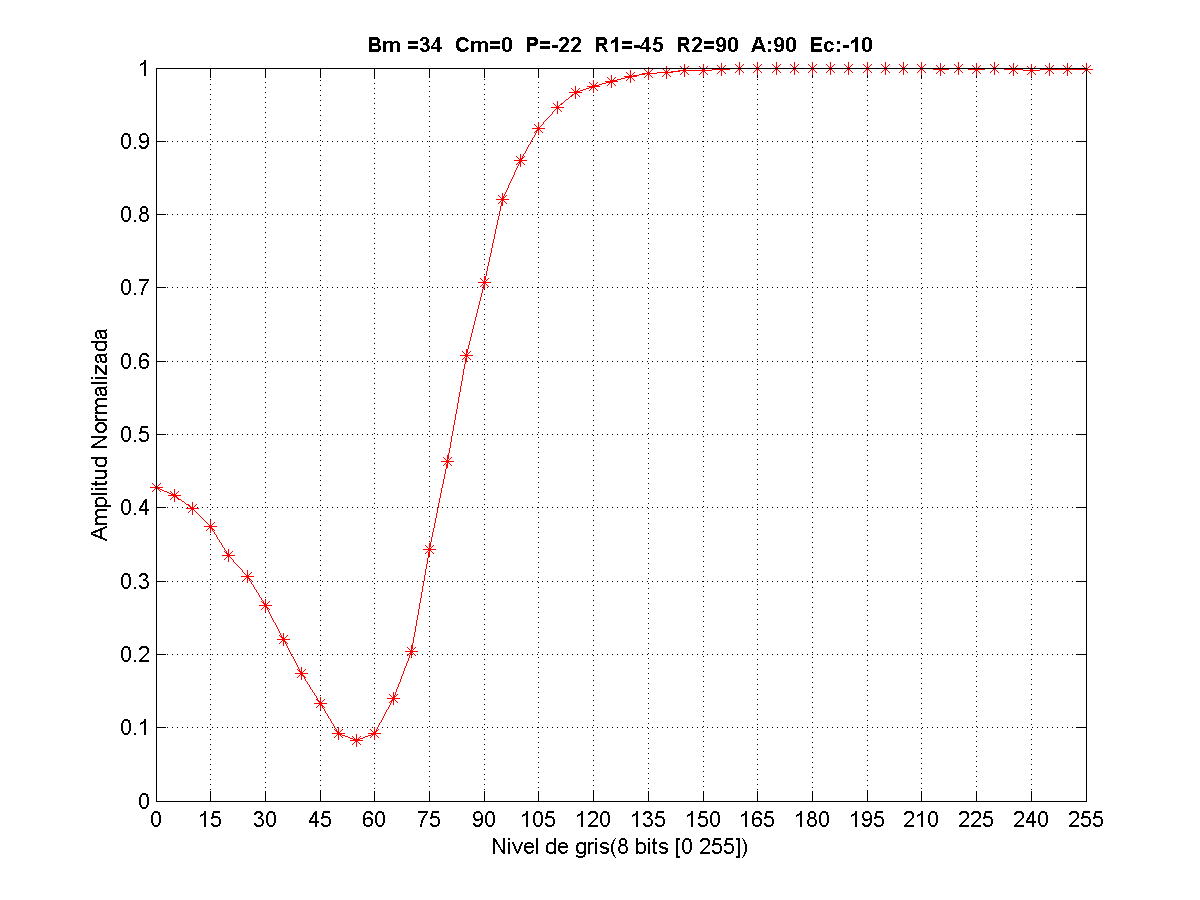 Bm =34  Cm=0  P=-22  R1=-45  R2=90  A:90  Ec:-10
1
0.9
0.8
0.7
0.6
0.5
0.4
0.3
0.2
0.1
0
Amplitud Normalizada
0 15 30 45 60 75 90 105 120 135 150 165 180 195 210 225 240 255
Nivel de gris(8 bits [0 255])